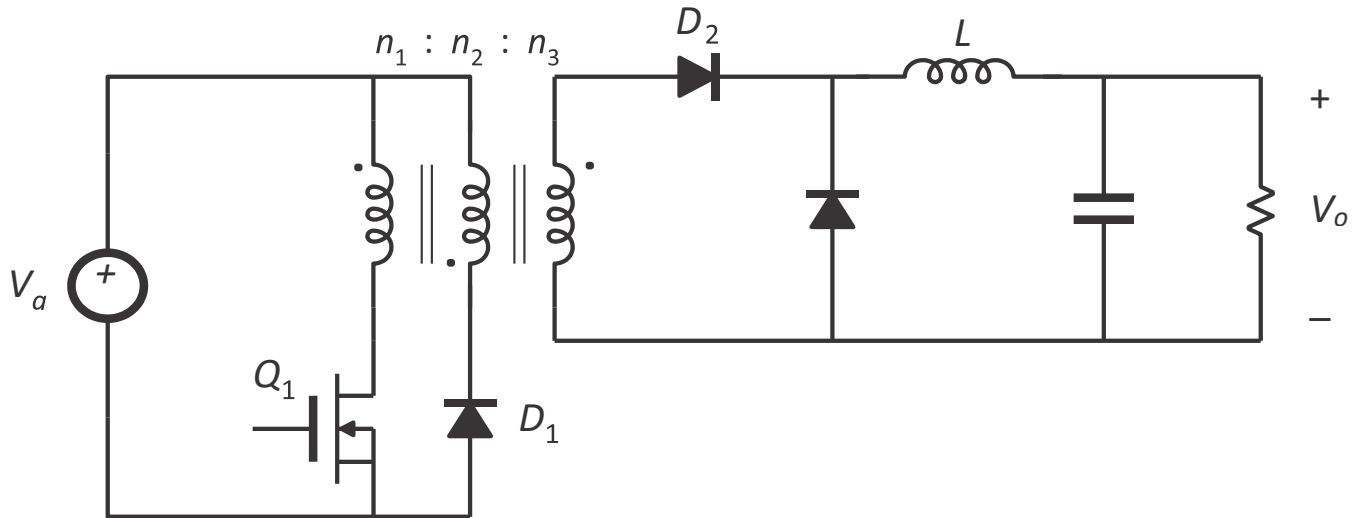 n₁ : n₂ : n₃
D₂
L
+
Vₐ
+
Vₒ
−
Q₁
D₁